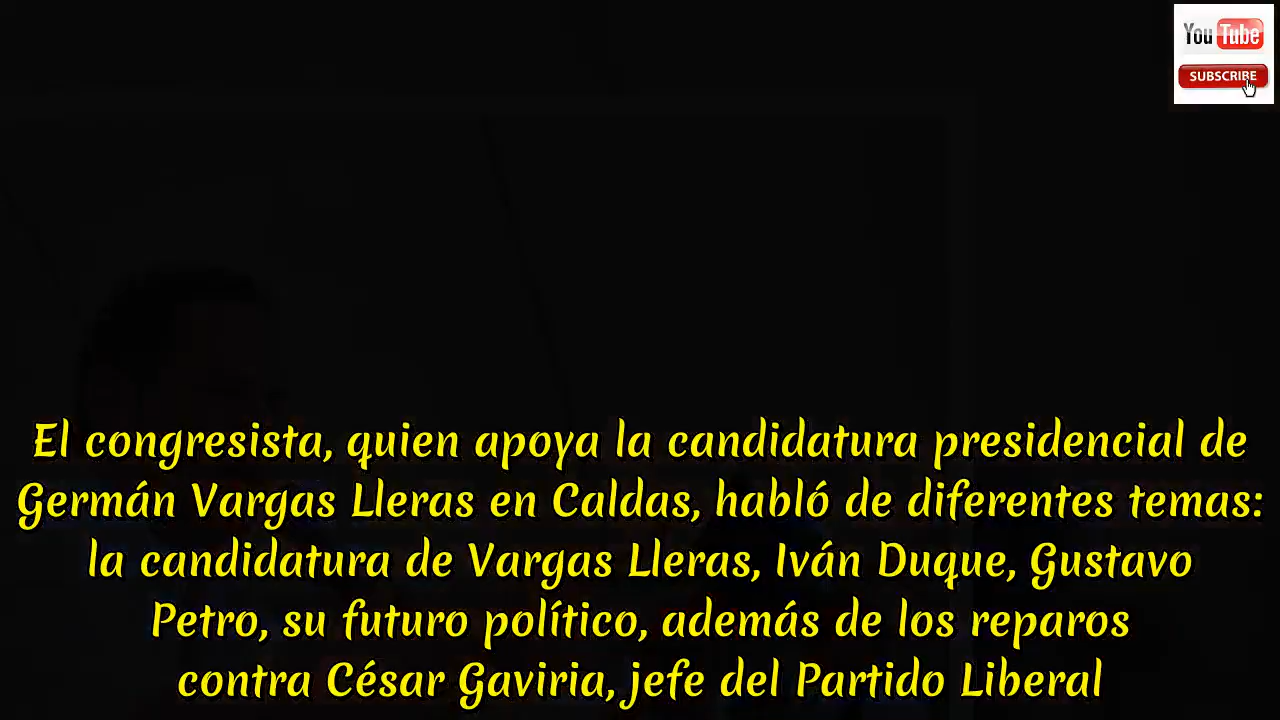 You Tube
SUBSCRIBE
El congresista, quien apoya la candidatura presidencial de
Germán Vargas Lleras en Caldas, habló de diferentes temas:
la candidatura de Vargas Lleras, Iván Duque, Gustavo
Petro, su futuro político, además de los reparos
contra César Gaviria, jefe del Partido Liberal